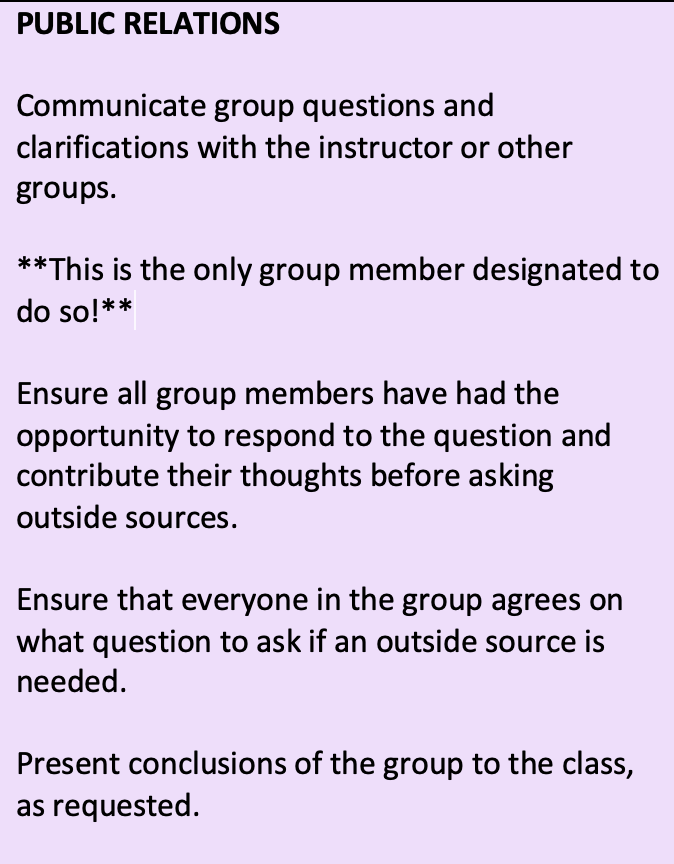 PUBLIC RELATIONS
Communicate group questions and
clarifications with the instructor or other
groups.
**This is the only group member designated to
do so!**
Ensure all group members have had the
opportunity to respond to the question and
contribute their thoughts before asking
outside sources.
Ensure that everyone in the group agrees on
what question to ask if an outside source is
needed.
Present conclusions of the group to the class,
as requested.